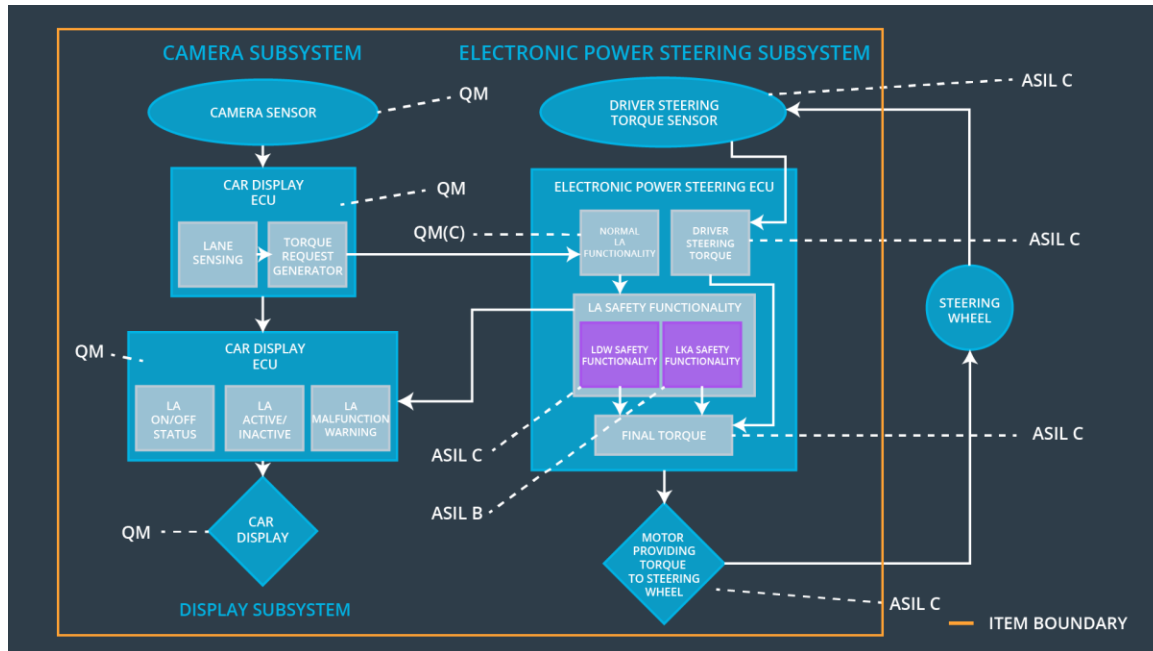 CAMERA SUBSYSTEM
ELECTRONIC POWER STEERING SUBSYSTEM
CAMERA SENSOR
QM
DRIVER STEERING
TORQUE SENSOR
ASIL C
CAR DISPLAY
ECU
QM
LANE
SENSING
TORQUE
REQUEST
GENERATOR
ELECTRONIC POWER STEERING ECU
QM(C)
NORMAL
LA
FUNCTIONALITY
DRIVER
STEERING
TORQUE
ASIL C
STEERING
WHEEL
LA SAFETY FUNCTIONALITY
LDW SAFETY
FUNCTIONALITY
LKA SAFETY
FUNCTIONALITY
CAR DISPLAY
ECU
QM
LA
ON/OFF
STATUS
LA
ACTIVE/
INACTIVE
LA
MALFUNCTION
WARNING
FINAL TORQUE
ASIL C
ASIL C
ASIL B
QM
CAR
DISPLAY
MOTOR
PROVIDING
TORQUE
TO STEERING
WHEEL
ASIL C
DISPLAY SUBSYSTEM
ITEM BOUNDARY